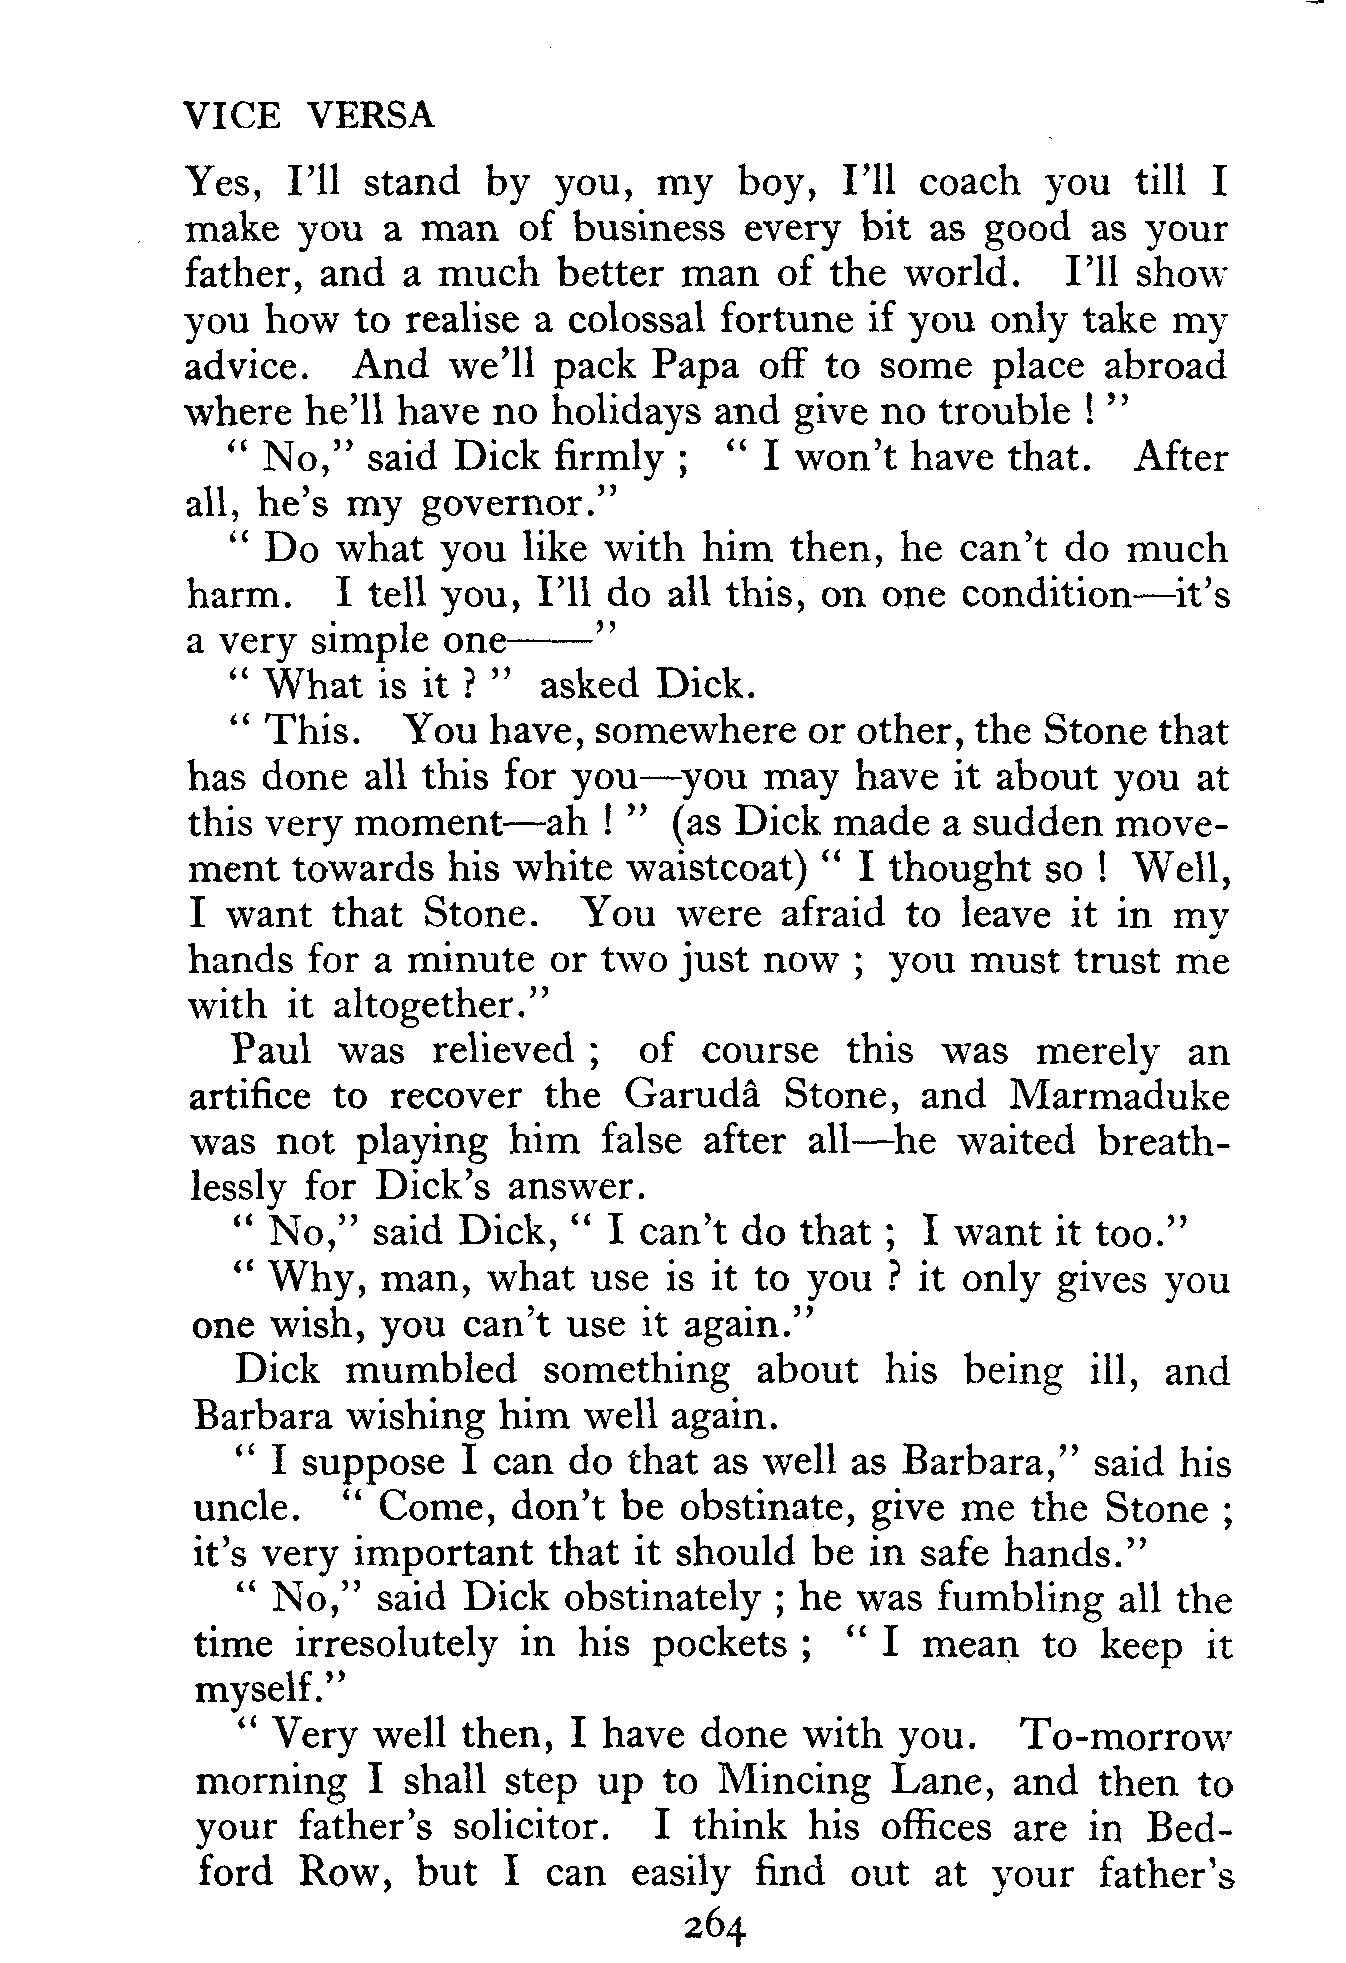 VICE VERSA
Yes, I'll stand by you, my boy, I'll coach you till I
make you a man of business every bit as good as your
father, and a much better man of the world. I'll show
you how to realise a colossal fortune if you only take my
advice. And we'll pack Papa off to some place abroad
where he'll have no holidays and give no trouble ! ”
“ No,” said Dick firmly ; “ I won't have that. After
all, he's my governor.”
“ Do what you like with him then, he can't do much
harm. I tell you, I'll do all this, on one condition—it's
a very simple one——”
“ What is it ? ” asked Dick.
“ This. You have, somewhere or other, the Stone that
has done all this for you—you may have it about you at
this very moment—ah ! ” (as Dick made a sudden move-
ment towards his white waistcoat) “ I thought so ! Well,
I want that Stone. You were afraid to leave it in my
hands for a minute or two just now ; you must trust me
with it altogether.”
Paul was relieved ; of course this was merely an
artifice to recover the Garudâ Stone, and Marmaduke
was not playing him false after all—he waited breath-
lessly for Dick's answer.
“ No,” said Dick, “ I can't do that ; I want it too.”
“ Why, man, what use is it to you ? it only gives you
one wish, you can't use it again.”
Dick mumbled something about his being ill, and
Barbara wishing him well again.
“ I suppose I can do that as well as Barbara,” said his
uncle. “ Come, don't be obstinate, give me the Stone ;
it's very important that it should be in safe hands.”
“ No,” said Dick obstinately ; he was fumbling all the
time irresolutely in his pockets ; “ I mean to keep it
myself.”
“ Very well then, I have done with you. To-morrow
morning I shall step up to Mincing Lane, and then to
your father's solicitor. I think his offices are in Bed-
ford Row, but I can easily find out at your father's
264